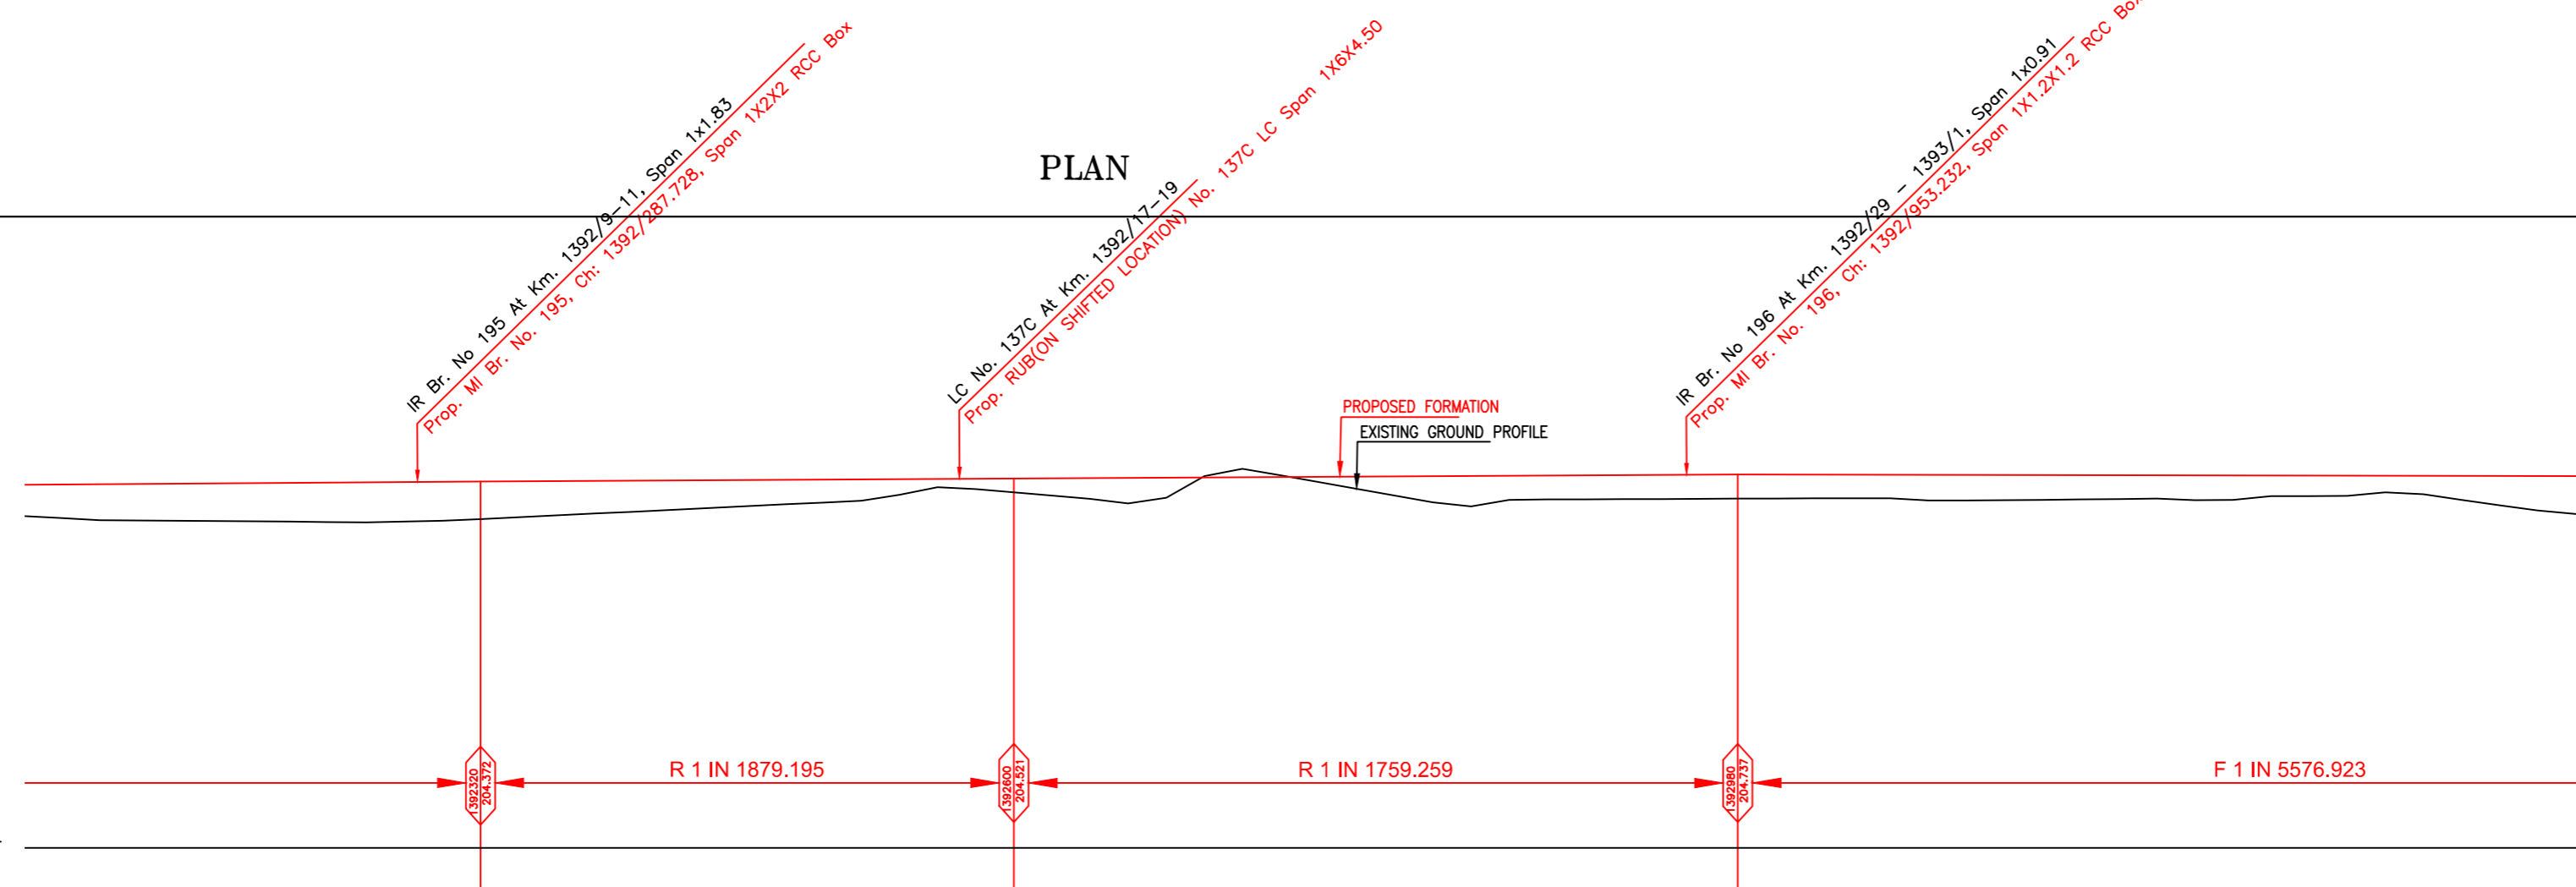 IR Br. No 195 At Km. 1392/9-11, Span 1x1.83
Prop. MI Br. No. 195, Ch: 1392/287.728, Span 1X2X2 RCC Box
PLAN
LC No. 137C At Km. 1392/17-19
Prop. RUB(ON SHIFTED LOCATION) No. 137C LC Span 1X6X4.50
IR Br. No 196 At Km. 1392/29 - 1393/1, Span 1x0.91
Prop. MI Br. No. 196, Ch: 1392/953.232, Span 1X1.2X1.2 RCC Box
PROPOSED FORMATION
EXISTING GROUND PROFILE
1392320
204.372
R 1 IN 1879.195
1392600
204.521
R 1 IN 1759.259
1392980
204.737
F 1 IN 5576.923